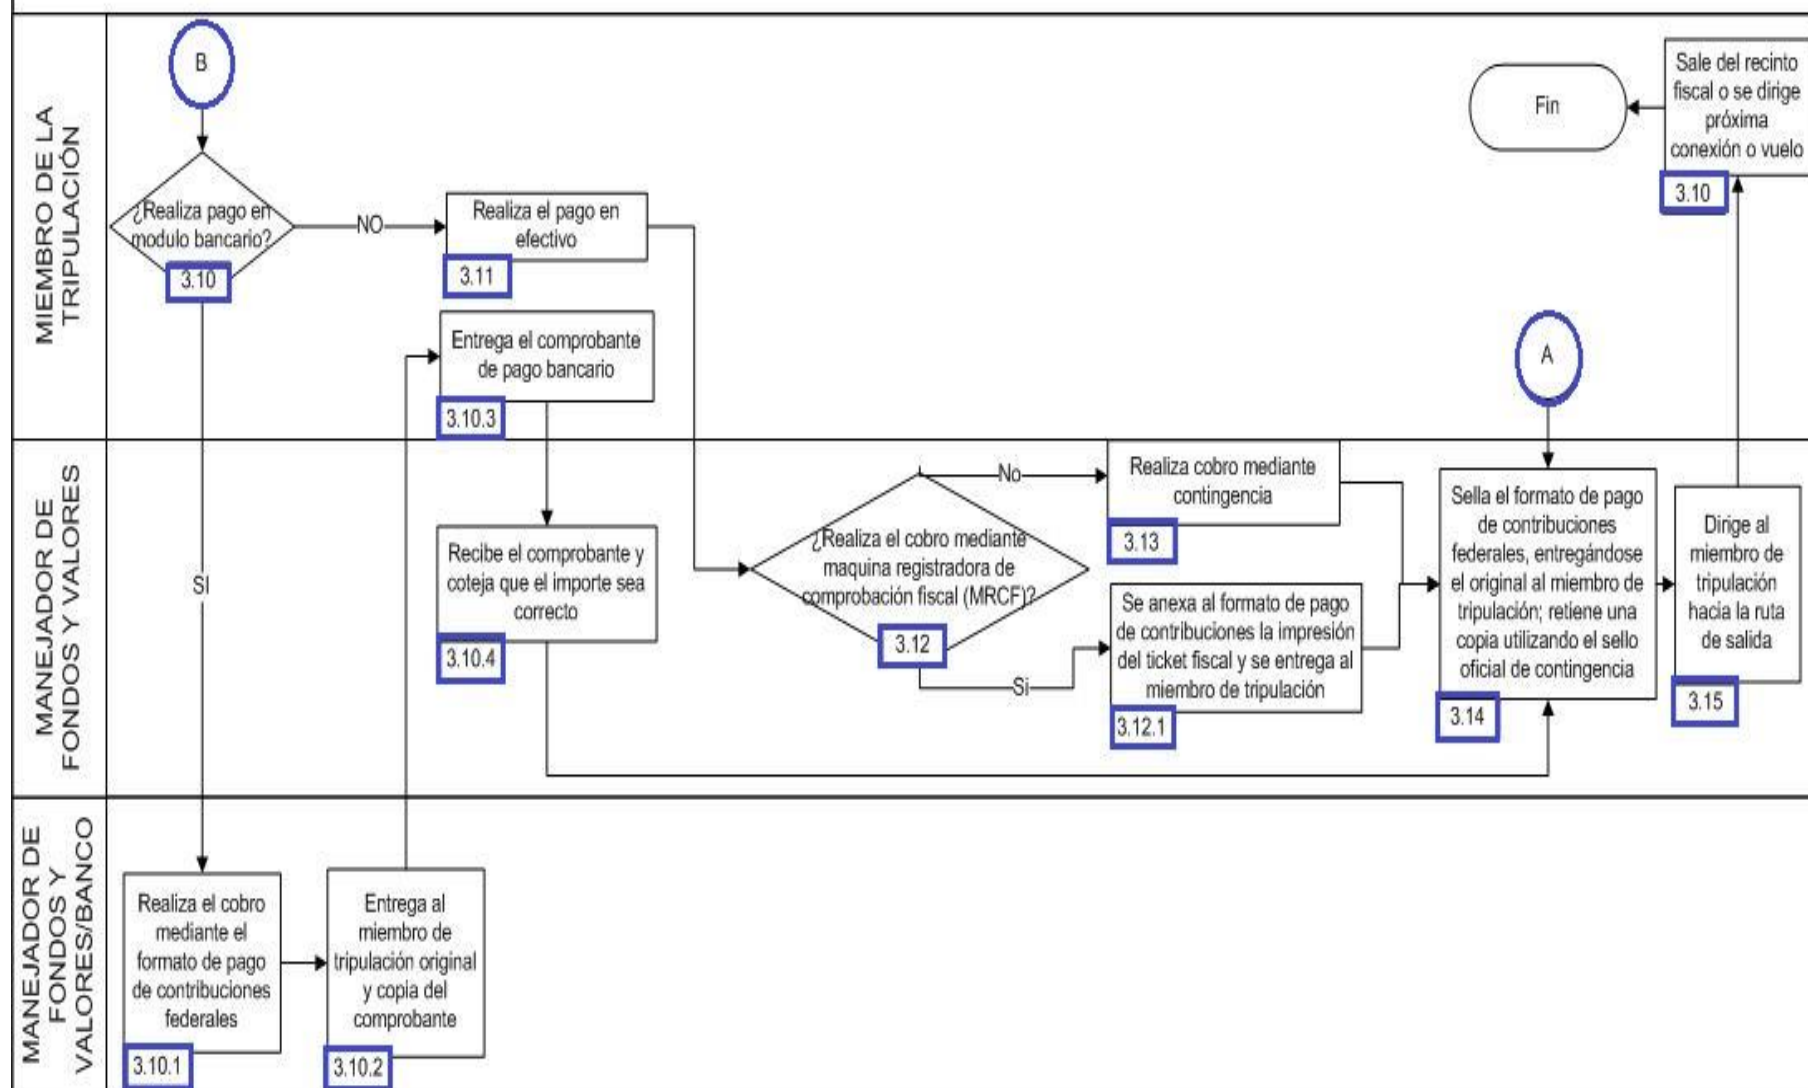 MIEMBRO DE LA
TRIPULACIÓN
B
¿Realiza pago en
modulo bancario?
3.10
NO
Realiza el pago en
efectivo
3.11
Entrega el comprobante
de pago bancario
3.10.3
A
Fin
Sale del recinto
fiscal o se dirige
próxima
conexión o vuelo
3.10
MANEJADOR DE
FONDOS Y VALORES
SI
Recibe el comprobante y
coteja que el importe sea
correcto
3.10.4
¿Realiza el cobro mediante
maquina registradora de
comprobación fiscal (MRCF)?
3.12
No
Realiza cobro mediante
contingencia
3.13
Si
Se anexa al formato de pago
de contribuciones la impresión
del ticket fiscal y se entrega al
miembro de tripulación
3.12.1
Sella el formato de pago
de contribuciones
federales, entregándose
el original al miembro de
tripulación; retiene una
copia utilizando el sello
oficial de contingencia
3.14
Dirige al
miembro de
tripulación
hacia la ruta
de salida
3.15
MANEJADOR DE
FONDOS Y
VALORES/BANCO
Realiza el cobro
mediante el
formato de pago
de contribuciones
federales
3.10.1
Entrega al
miembro de
tripulación original
y copia del
comprobante
3.10.2